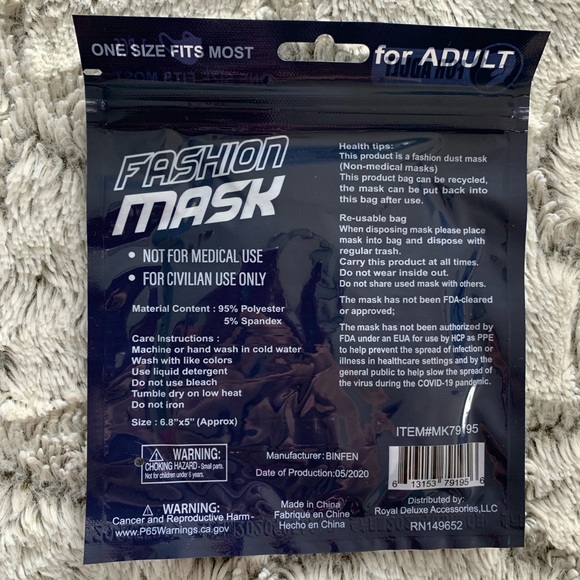 ONE SIZE FITS MOST
for ADULT
FASHION
MASK
• NOT FOR MEDICAL USE
• FOR CIVILIAN USE ONLY
Material Content : 95% Polyester
5% Spandex
Care Instructions :
Machine or hand wash in cold water
Wash with like colors
Use liquid detergent
Do not use bleach
Tumble dry on low heat
Do not iron
Size : 6.8"x5" (Approx)
Health tips:
This product is a fashion dust mask
(Non-medical masks)
This product bag can be recycled,
the mask can be put back into
this bag after use.
Re-usable bag
When disposing mask please place
mask into bag and dispose with
regular trash.
Carry this product at all times.
Do not wear inside out.
Do not share used mask with others.
The mask has not been FDA-cleared
or approved;
The mask has not been authorized by
FDA under an EUA for use by HCP as PPE
to help prevent the spread of infection or
illness in healthcare settings and by the
general public to help slow the spread of
the virus during the COVID-19 pandemic.
ITEM#MK79195
6 13153 79195 6
WARNING:
CHOKING HAZARD - Small parts.
Not for children under 6 years.
Manufacturer: BINFEN
Date of Production:05/2020
WARNING:
Cancer and Reproductive Harm-
www.P65Warnings.ca.gov
Made in China
Fabriqué en Chine
Hecho en China
Distributed by:
Royal Deluxe Accessories,LLC
RN149652